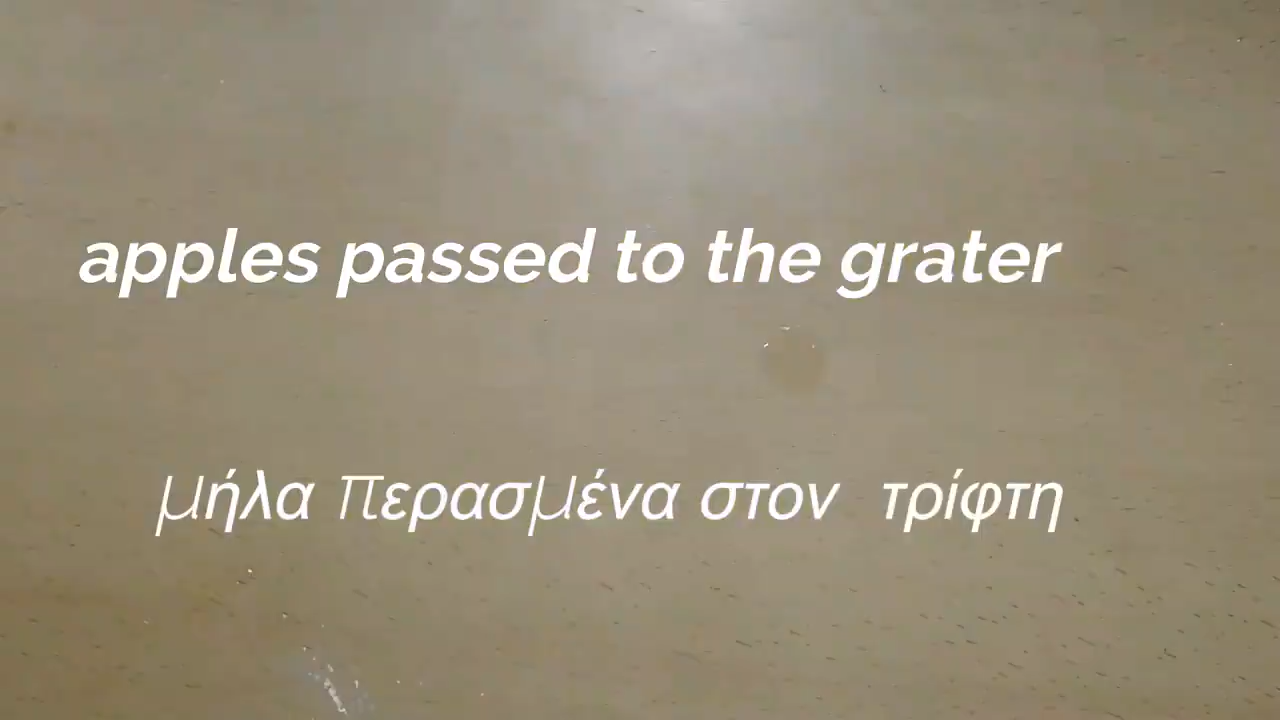 apples passed to the grater
μήλα περασμένα στον τρίφτη